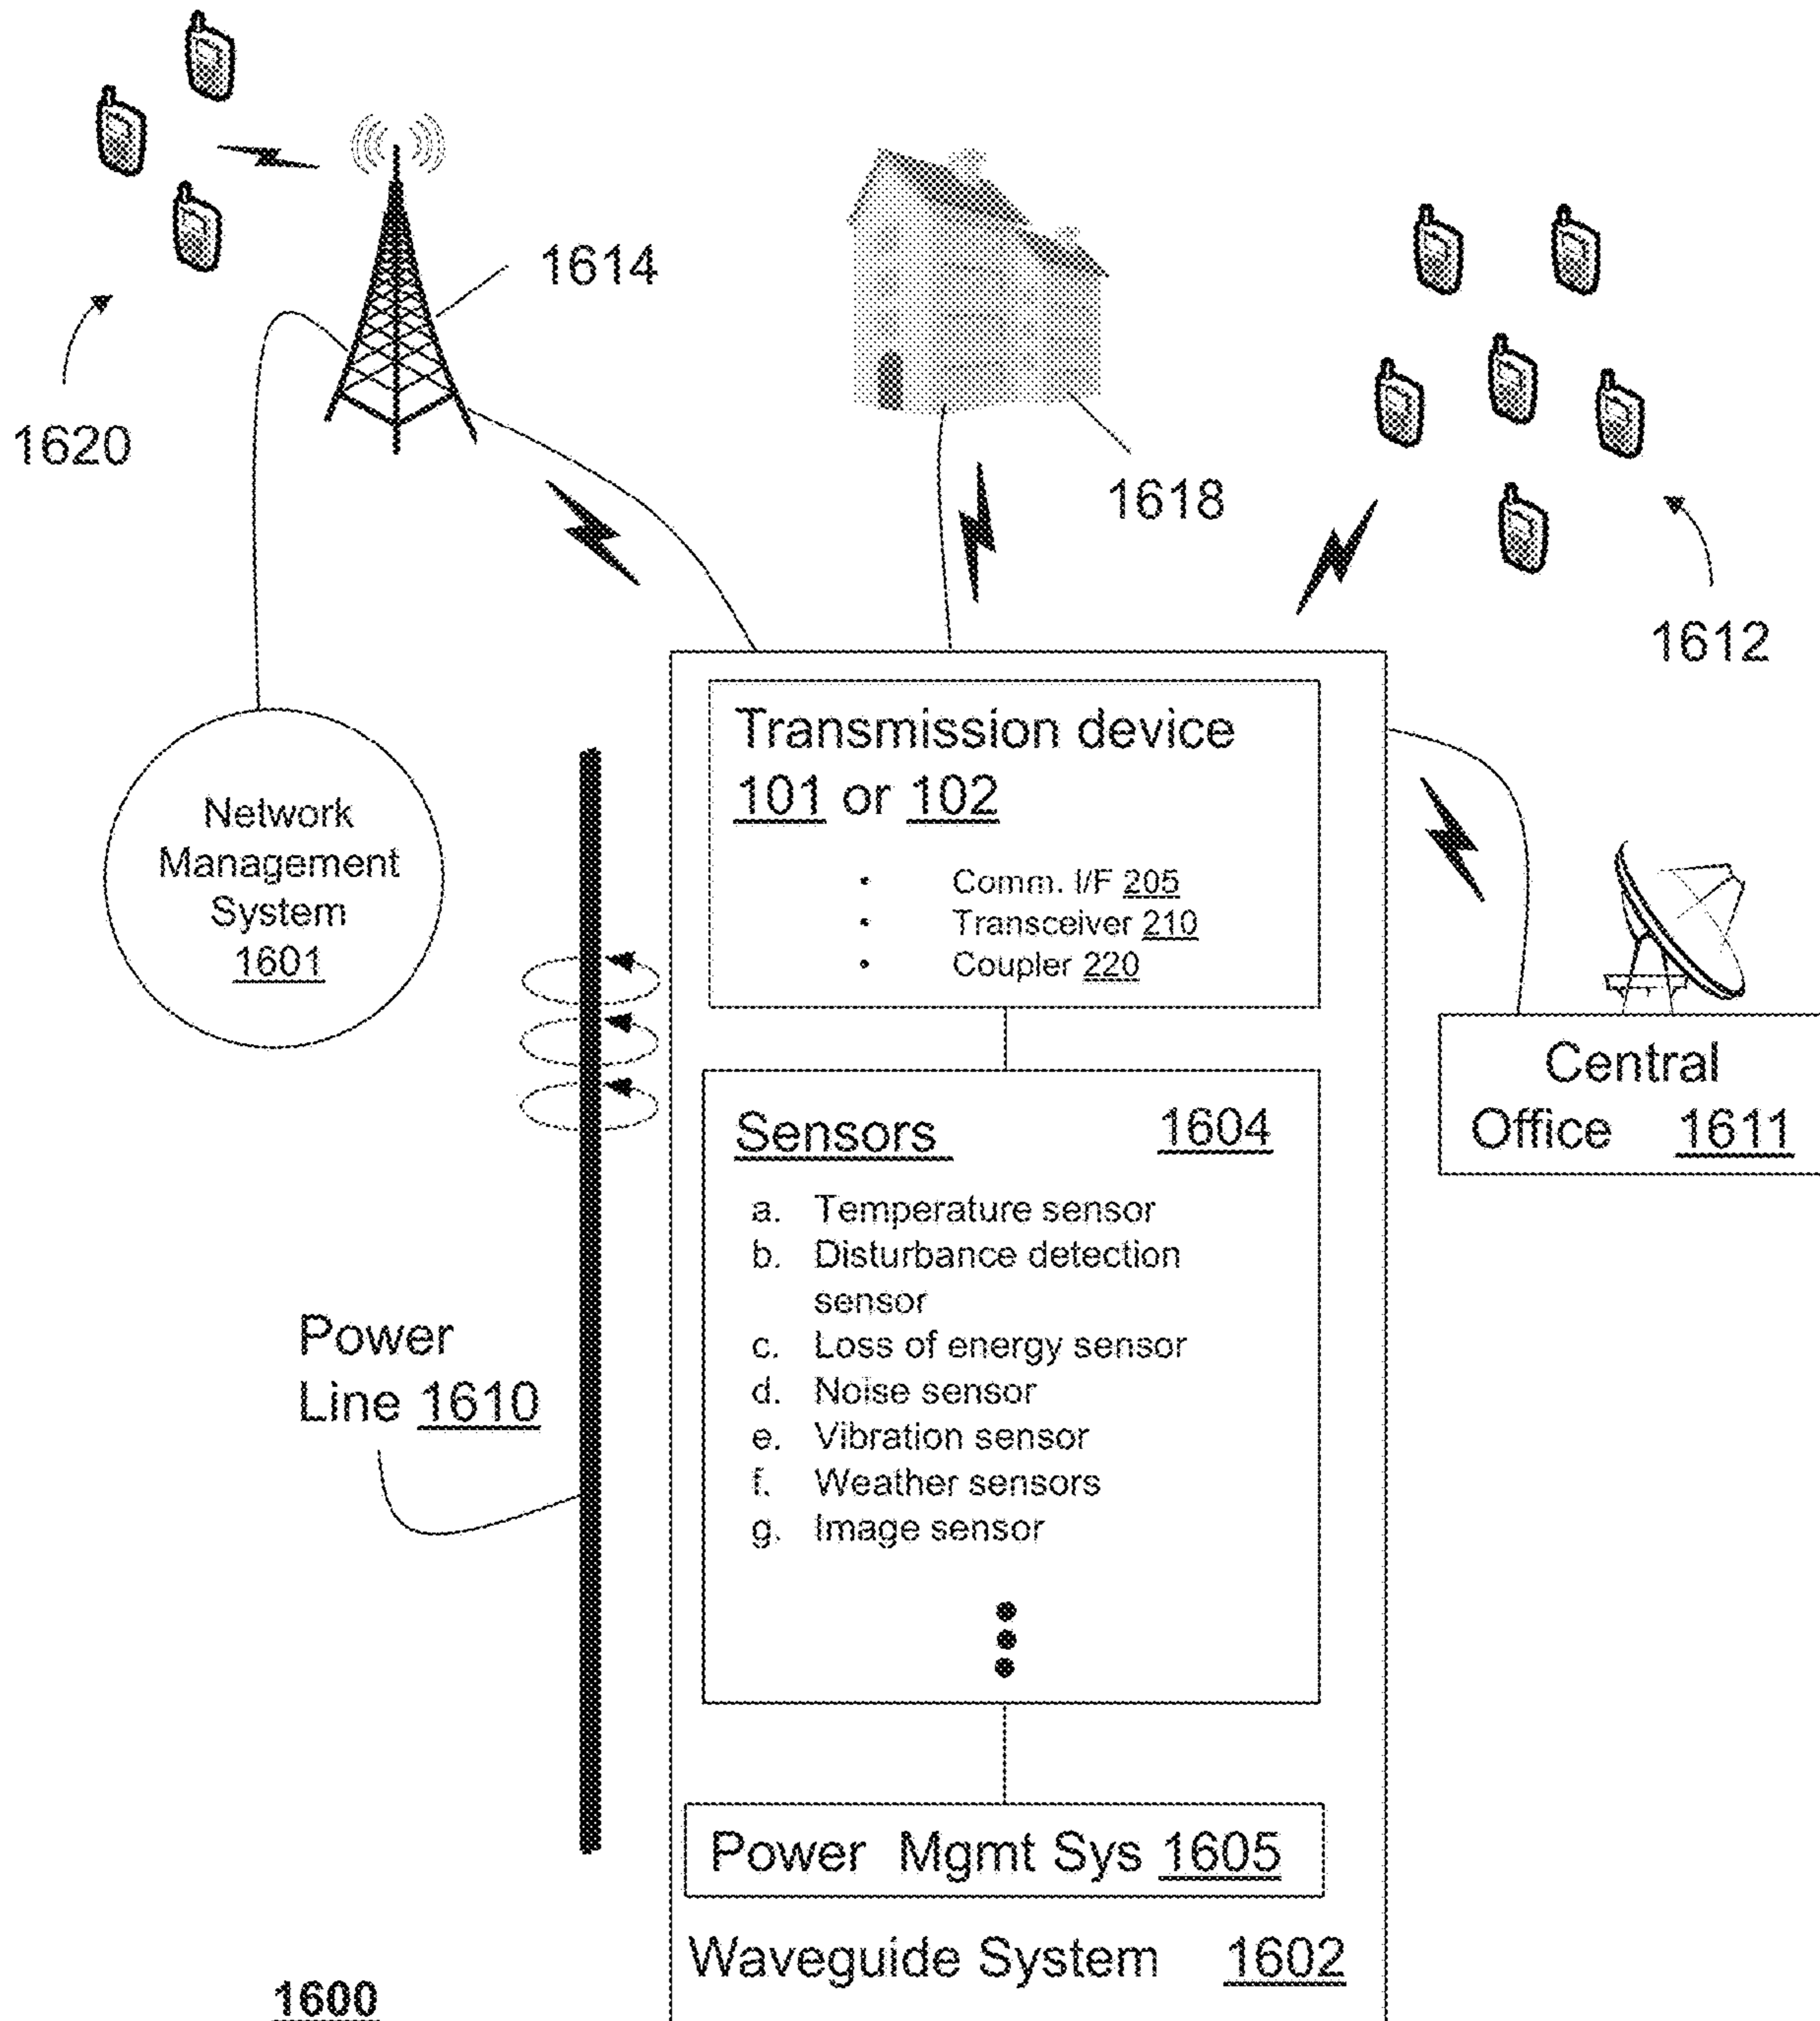 1614
1620
1618
1612
Network
Management
System
1601
Transmission device
101 or 102
• Comm. I/F 205
• Transceiver 210
• Coupler 220
Central
Office 1611
Sensors 1604
a. Temperature sensor
b. Disturbance detection
sensor
c. Loss of energy sensor
d. Noise sensor
e. Vibration sensor
f. Weather sensors
g. Image sensor
Power
Line 1610
Power Mgmt Sys 1605
Waveguide System 1602
1600